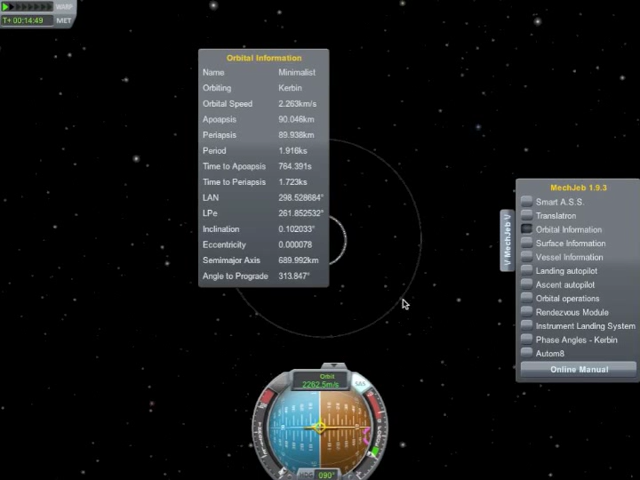 WARP
T+ 00:14:49
MET
Orbital Information
Name Minimalist
Orbiting Kerbin
Orbital Speed 2.263km/s
Apoapsis 90.046km
Periapsis 89.938km
Period 1.916ks
Time to Apoapsis 764.391s
Time to Periapsis 1.723ks
LAN 298.528684°
LPe 261.852532°
Inclination 0.102033°
Eccentricity 0.000078
Semimajor Axis 689.992km
Angle to Prograde 313.847°
V MechJeb V
MechJeb 1.9.3
Smart A.S.S.
Translatron
Orbital Information
Surface Information
Vessel Information
Landing autopilot
Ascent autopilot
Orbital operations
Rendezvous Module
Instrument Landing System
Phase Angles - Kerbin
Autom8
Online Manual
Orbit
2262.5m/s
SAS
HDG 090°